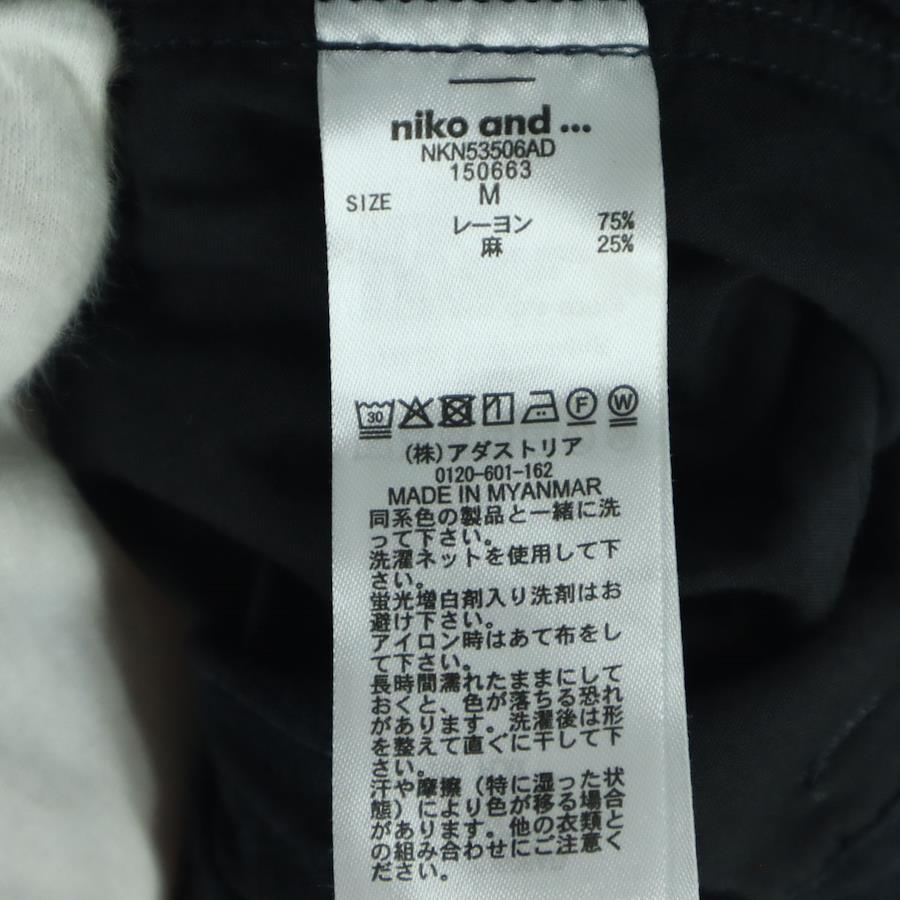 niko and ...
NKN53506AD
150663
SIZE M
レーヨン 75%
麻 25%
30 F W
(株)アダストリア
0120-601-162
MADE IN MYANMAR
同系色の製品と一緒に洗
って下さい。
洗濯ネットを使用して下
さい。
蛍光増白剤入り洗剤はお
避け下さい。
アイロン時はあて布をし
て下さい。
長時間濡れたままにして
おくと、色が落ちる恐れ
があります。洗濯後は形
を整えて直ぐに干して下
さい。
汗や摩擦(特に湿った状
態)により色が移る場合
があります。他の衣類と
の組み合わせにご注意く
ださい。